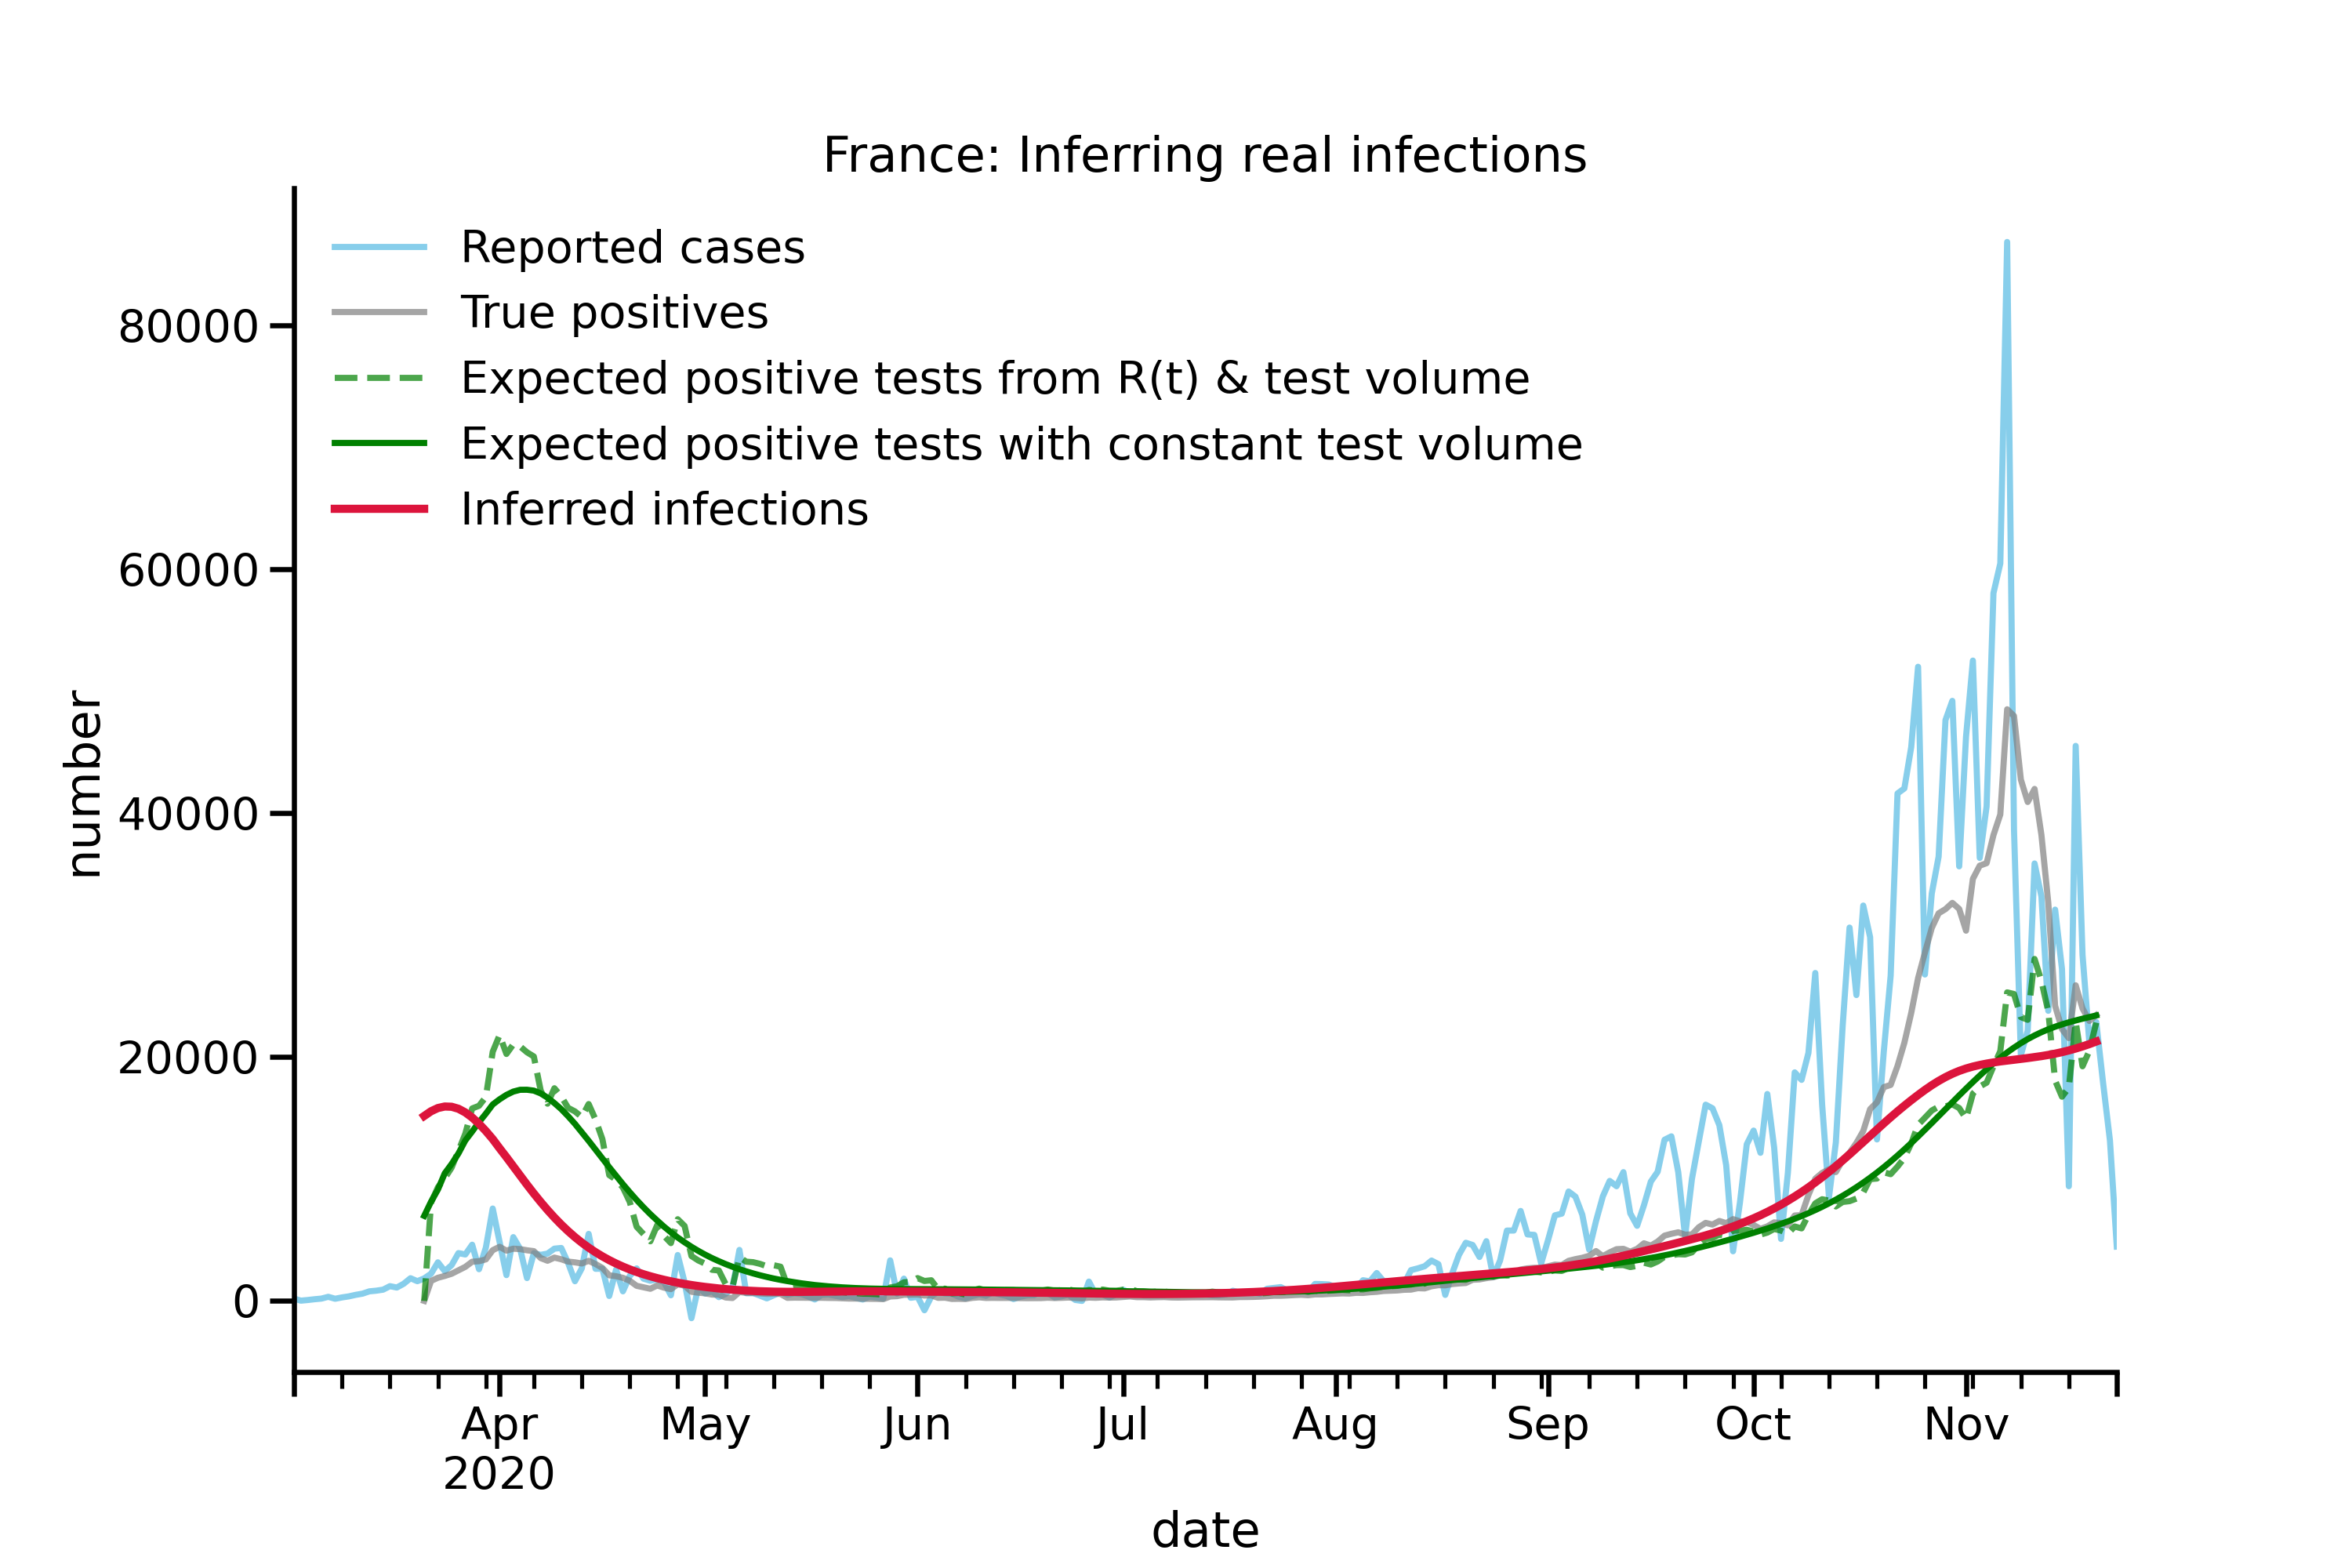 France: Inferring real infections
Reported cases
True positives
Expected positive tests from R(t) & test volume
Expected positive tests with constant test volume
Inferred infections
80000
60000
40000
20000
0
number
Apr May Jun Jul Aug Sep Oct Nov
2020
date